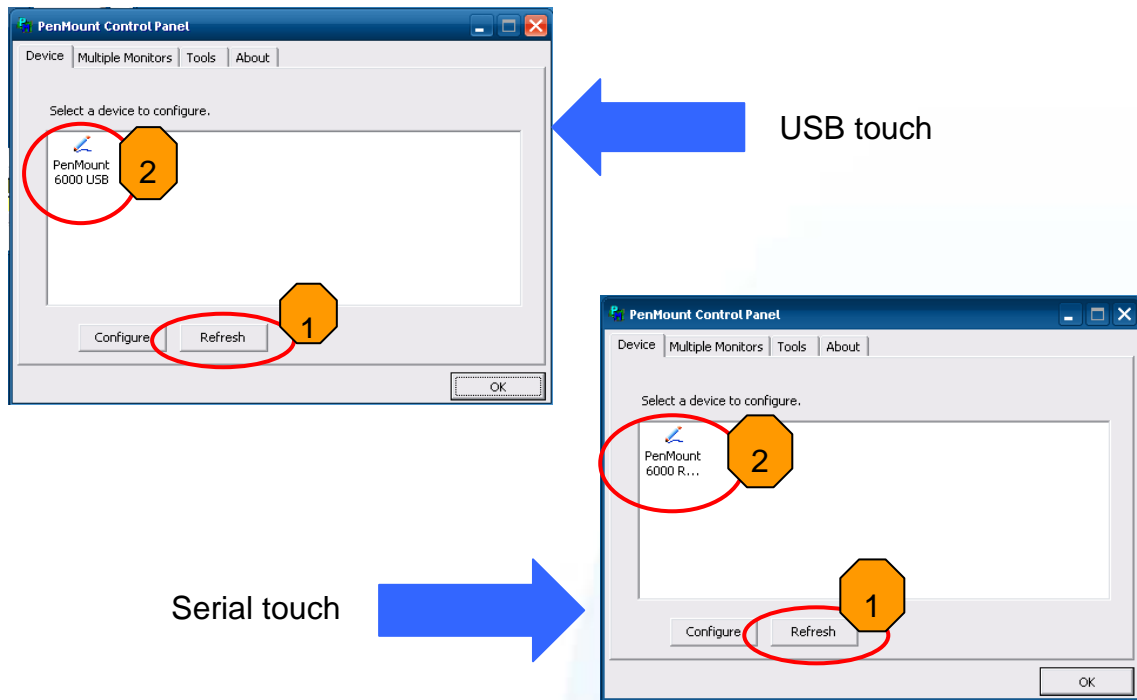 PenMount Control Panel
Device Multiple Monitors Tools About
Select a device to configure.
PenMount
6000 USB
2
1
Configure Refresh
OK
USB touch
PenMount Control Panel
Device Multiple Monitors Tools About
Select a device to configure.
PenMount
6000 R...
2
1
Configure Refresh
OK
Serial touch